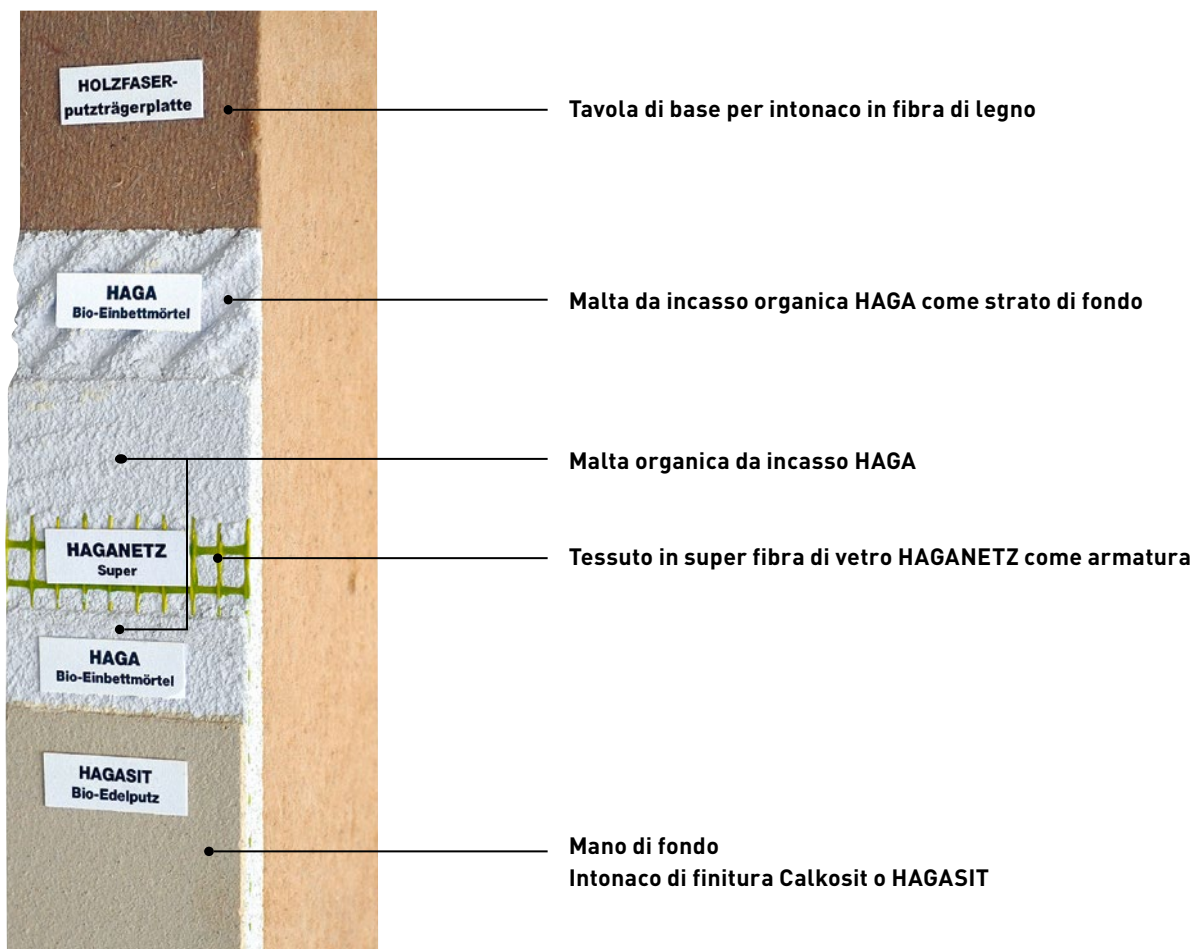 HOLZFASER-
putzträgerplatte
Tavola di base per intonaco in fibra di legno
HAGA
Bio-Einbettmörtel
Malta da incasso organica HAGA come strato di fondo
Malta organica da incasso HAGA
HAGANETZ
Super
Tessuto in super fibra di vetro HAGANETZ come armatura
HAGA
Bio-Einbettmörtel
HAGASIT
Bio-Edelputz
Mano di fondo
Intonaco di finitura Calkosit o HAGASIT